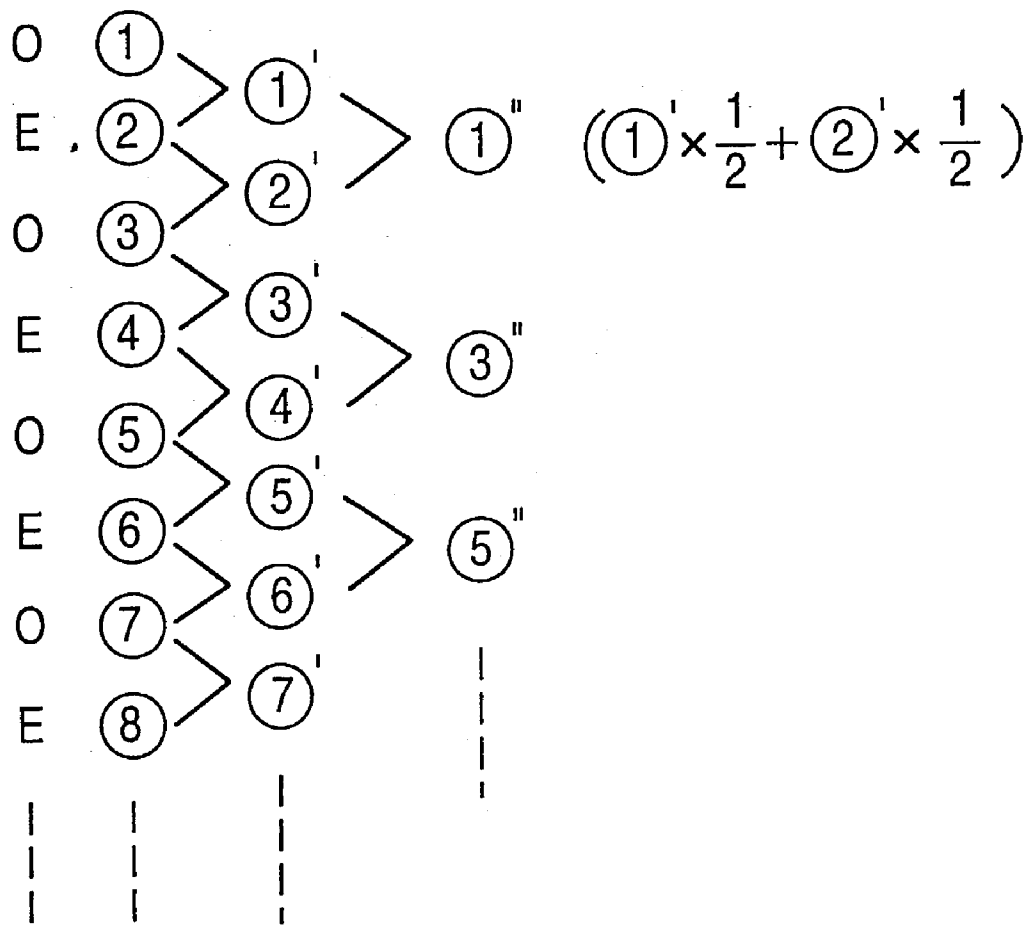 O ①
①'
E ② ①" (①' × 1/2 + ②' × 1/2)
②'
O ③
③'
E ④ ③"
④'
O ⑤
⑤'
E ⑥ ⑤"
⑥'
O ⑦
⑦'
E ⑧